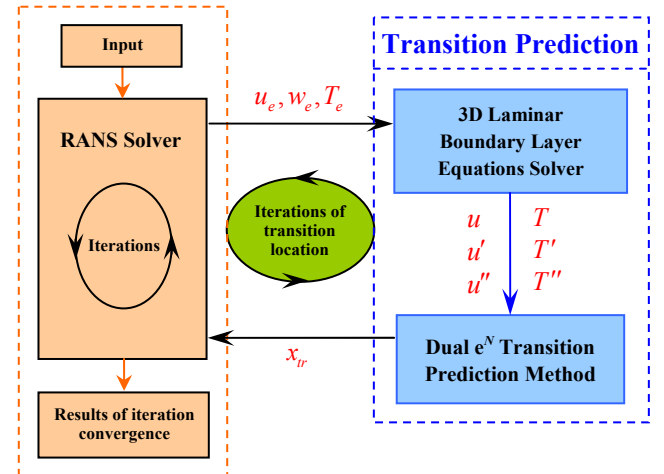 Input
RANS Solver
Iterations
Results of iteration
convergence
u_e, w_e, T_e
Iterations of
transition
location
x_tr
Transition Prediction
3D Laminar
Boundary Layer
Equations Solver
u T
u' T'
u'' T''
Dual e^N Transition
Prediction Method